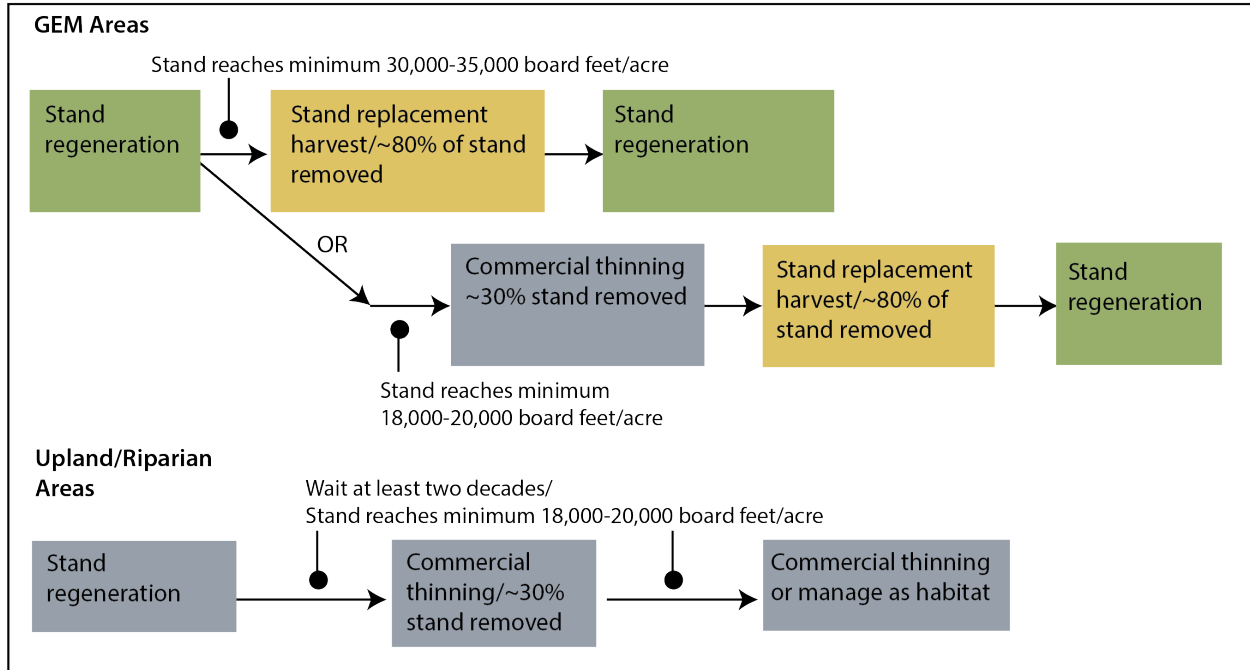 GEM Areas
Stand reaches minimum 30,000-35,000 board feet/acre
Stand
regeneration
Stand replacement
harvest/~80% of stand
removed
Stand
regeneration
OR
Commercial thinning
~30% stand removed
Stand replacement
harvest/~80% of
stand removed
Stand
regeneration
Stand reaches minimum
18,000-20,000 board feet/acre
Upland/Riparian
Areas
Wait at least two decades/
Stand reaches minimum 18,000-20,000 board feet/acre
Stand
regeneration
Commercial
thinning/~30%
stand removed
Commercial thinning
or manage as habitat